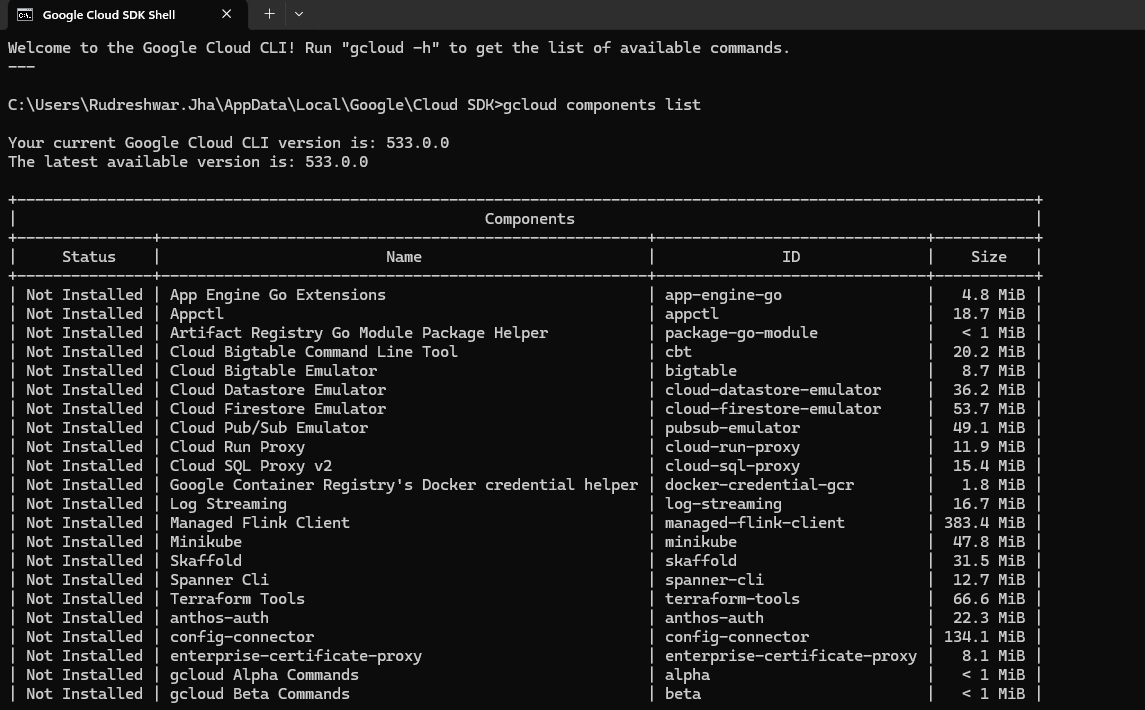 Google Cloud SDK Shell
Welcome to the Google Cloud CLI! Run "gcloud -h" to get the list of available commands.
---
C:\Users\Rudreshwar.Jha\AppData\Local\Google\Cloud SDK>gcloud components list
Your current Google Cloud CLI version is: 533.0.0
The latest available version is: 533.0.0
Components
Status | Name | ID | Size
Not Installed | App Engine Go Extensions | app-engine-go | 4.8 MiB
Not Installed | Appctl | appctl | 18.7 MiB
Not Installed | Artifact Registry Go Module Package Helper | package-go-module | < 1 MiB
Not Installed | Cloud Bigtable Command Line Tool | cbt | 20.2 MiB
Not Installed | Cloud Bigtable Emulator | bigtable | 8.7 MiB
Not Installed | Cloud Datastore Emulator | cloud-datastore-emulator | 36.2 MiB
Not Installed | Cloud Firestore Emulator | cloud-firestore-emulator | 53.7 MiB
Not Installed | Cloud Pub/Sub Emulator | pubsub-emulator | 49.1 MiB
Not Installed | Cloud Run Proxy | cloud-run-proxy | 11.9 MiB
Not Installed | Cloud SQL Proxy v2 | cloud-sql-proxy | 15.4 MiB
Not Installed | Google Container Registry's Docker credential helper | docker-credential-gcr | 1.8 MiB
Not Installed | Log Streaming | log-streaming | 16.7 MiB
Not Installed | Managed Flink Client | managed-flink-client | 383.4 MiB
Not Installed | Minikube | minikube | 47.8 MiB
Not Installed | Skaffold | skaffold | 31.5 MiB
Not Installed | Spanner Cli | spanner-cli | 12.7 MiB
Not Installed | Terraform Tools | terraform-tools | 66.6 MiB
Not Installed | anthos-auth | anthos-auth | 22.3 MiB
Not Installed | config-connector | config-connector | 134.1 MiB
Not Installed | enterprise-certificate-proxy | enterprise-certificate-proxy | 8.1 MiB
Not Installed | gcloud Alpha Commands | alpha | < 1 MiB
Not Installed | gcloud Beta Commands | beta | < 1 MiB